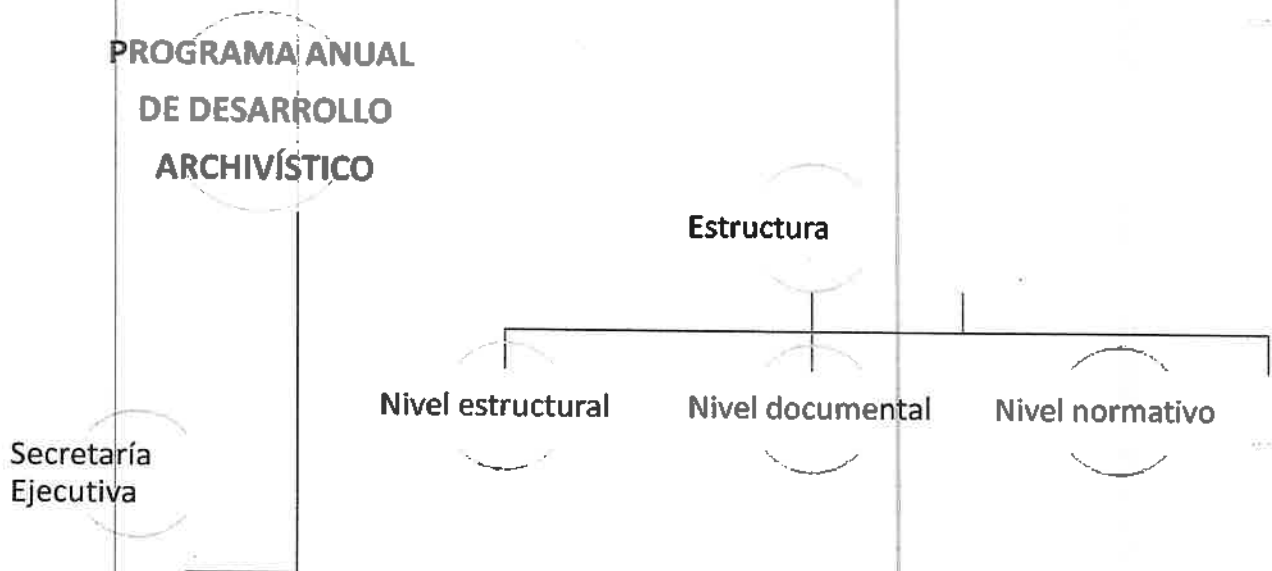 PROGRAMA ANUAL
DE DESARROLLO
ARCHIVÍSTICO
Estructura
Nivel estructural
Nivel documental
Nivel normativo
Secretaría
Ejecutiva